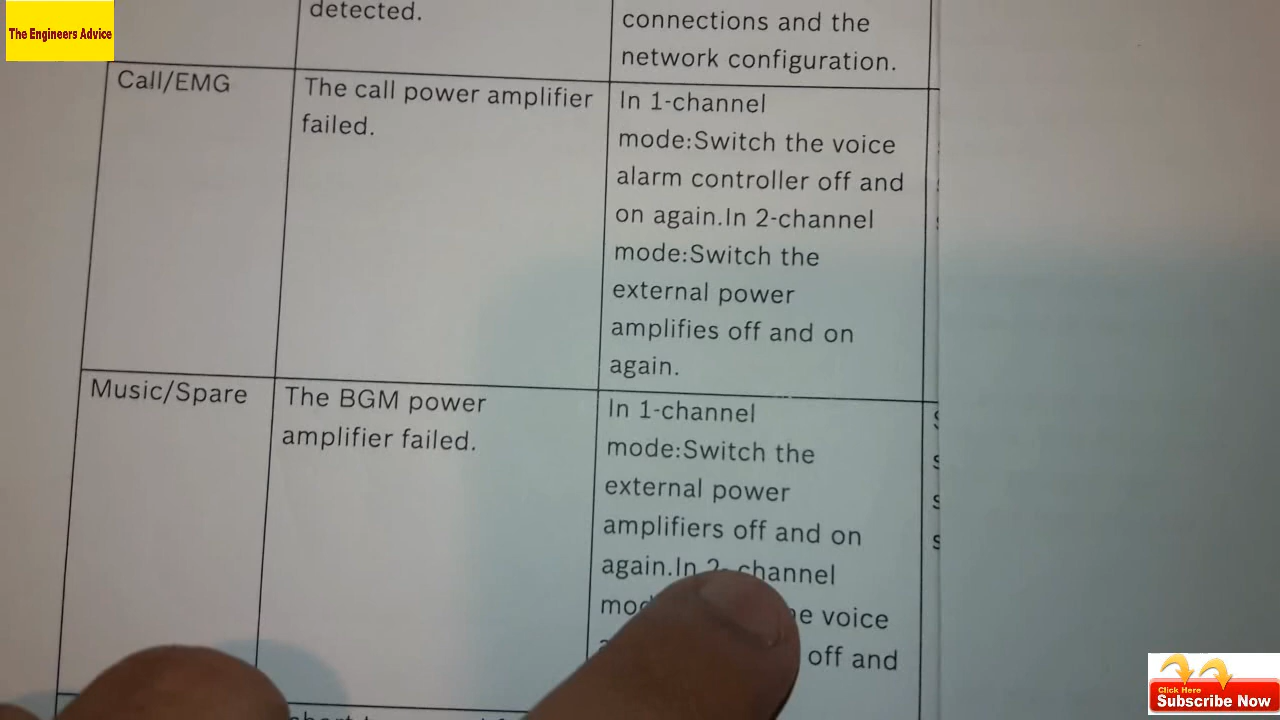 The Engineers Advice
detected.
connections and the
network configuration.
Call/EMG
The call power amplifier
failed.
In 1-channel
mode:Switch the voice
alarm controller off and
on again.In 2-channel
mode:Switch the
external power
amplifies off and on
again.
Music/Spare
The BGM power
amplifier failed.
In 1-channel
mode:Switch the
external power
amplifiers off and on
again.In 2-channel
voice
off and
Click Here
Subscribe Now